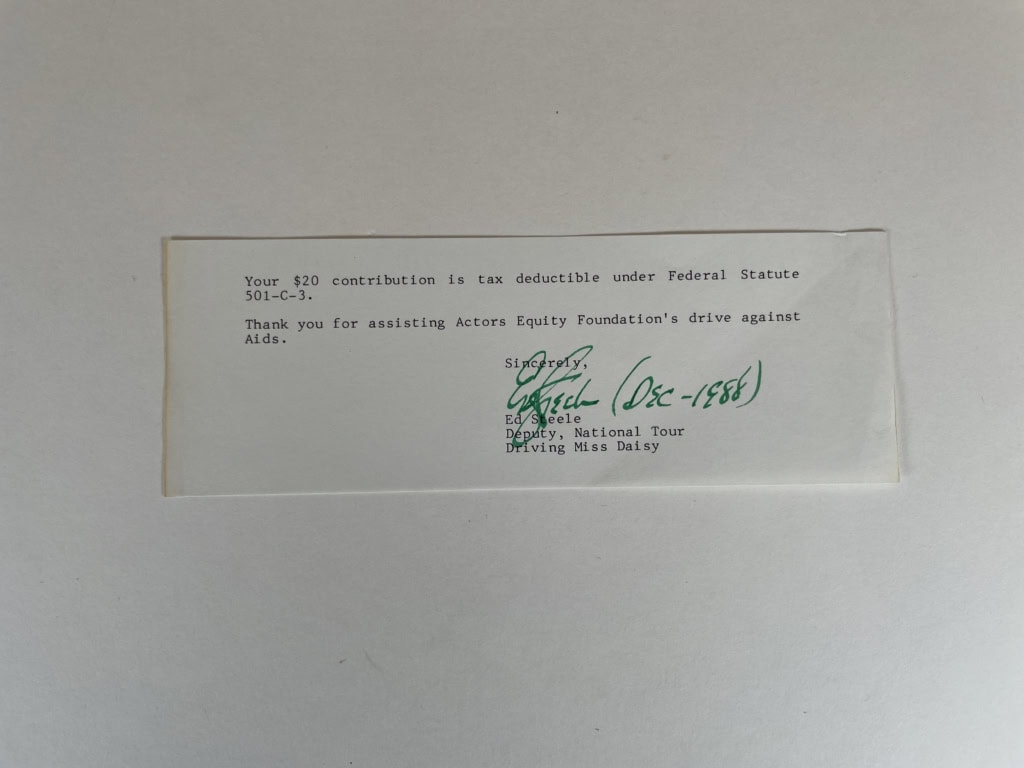 Your $20 contribution is tax deductible under Federal Statute
501-C-3.
Thank you for assisting Actors Equity Foundation's drive against
Aids.
Sincerely,
(Dec - 1988)
Ed Steele
Deputy, National Tour
Driving Miss Daisy